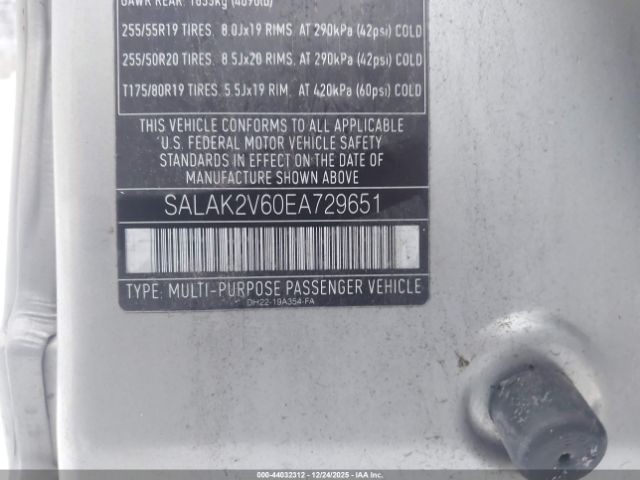 GAWR REAR: 1855kg (4090lb)
255/55R19 TIRES. 8.0Jx19 RIMS. AT 290kPa (42psi) COLD
255/50R20 TIRES. 8.5Jx20 RIMS. AT 290kPa (42psi) COLD
T175/80R19 TIRES. 5.5Jx19 RIM. AT 420kPa (60psi) COLD
THIS VEHICLE CONFORMS TO ALL APPLICABLE
U.S. FEDERAL MOTOR VEHICLE SAFETY
STANDARDS IN EFFECT ON THE DATE OF
MANUFACTURE SHOWN ABOVE
SALAK2V60EA729651
TYPE: MULTI-PURPOSE PASSENGER VEHICLE
DH22-19A354-FA
000-44032312 - 12/24/2025 - IAAI.COM